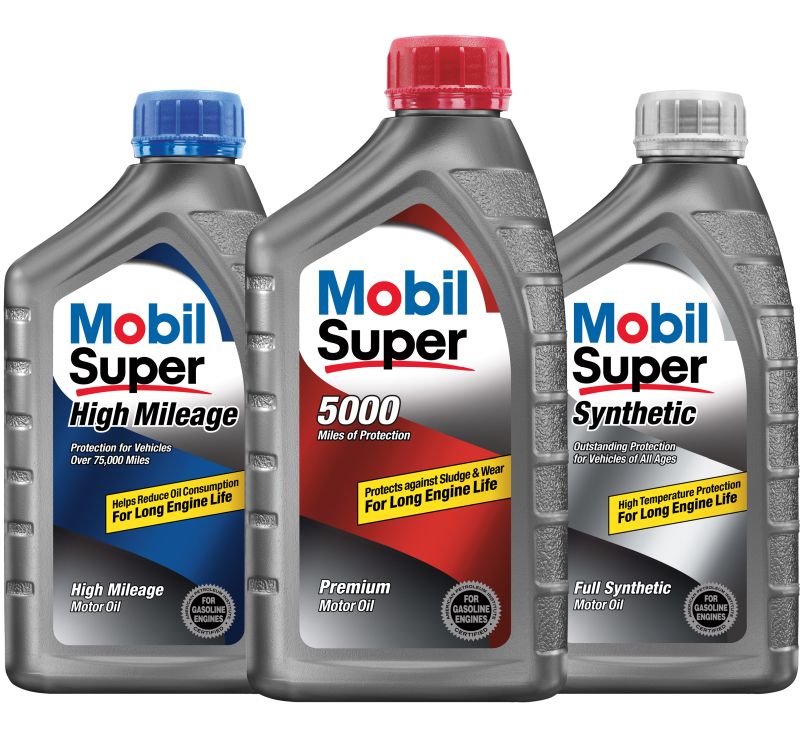 Mobil
Super
High Mileage
Protection for Vehicles
Over 75,000 Miles
Helps Reduce Oil Consumption
For Long Engine Life
High Mileage
Motor Oil
FOR
GASOLINE
ENGINES
CERTIFIED
Mobil
Super
5000
Miles of Protection
Protects against Sludge & Wear
For Long Engine Life
Premium
Motor Oil
FOR
GASOLINE
ENGINES
CERTIFIED
Mobil
Super
Synthetic
Outstanding Protection
for Vehicles of All Ages
High Temperature Protection
For Long Engine Life
Full Synthetic
Motor Oil
FOR
GASOLINE
ENGINES
CERTIFIED